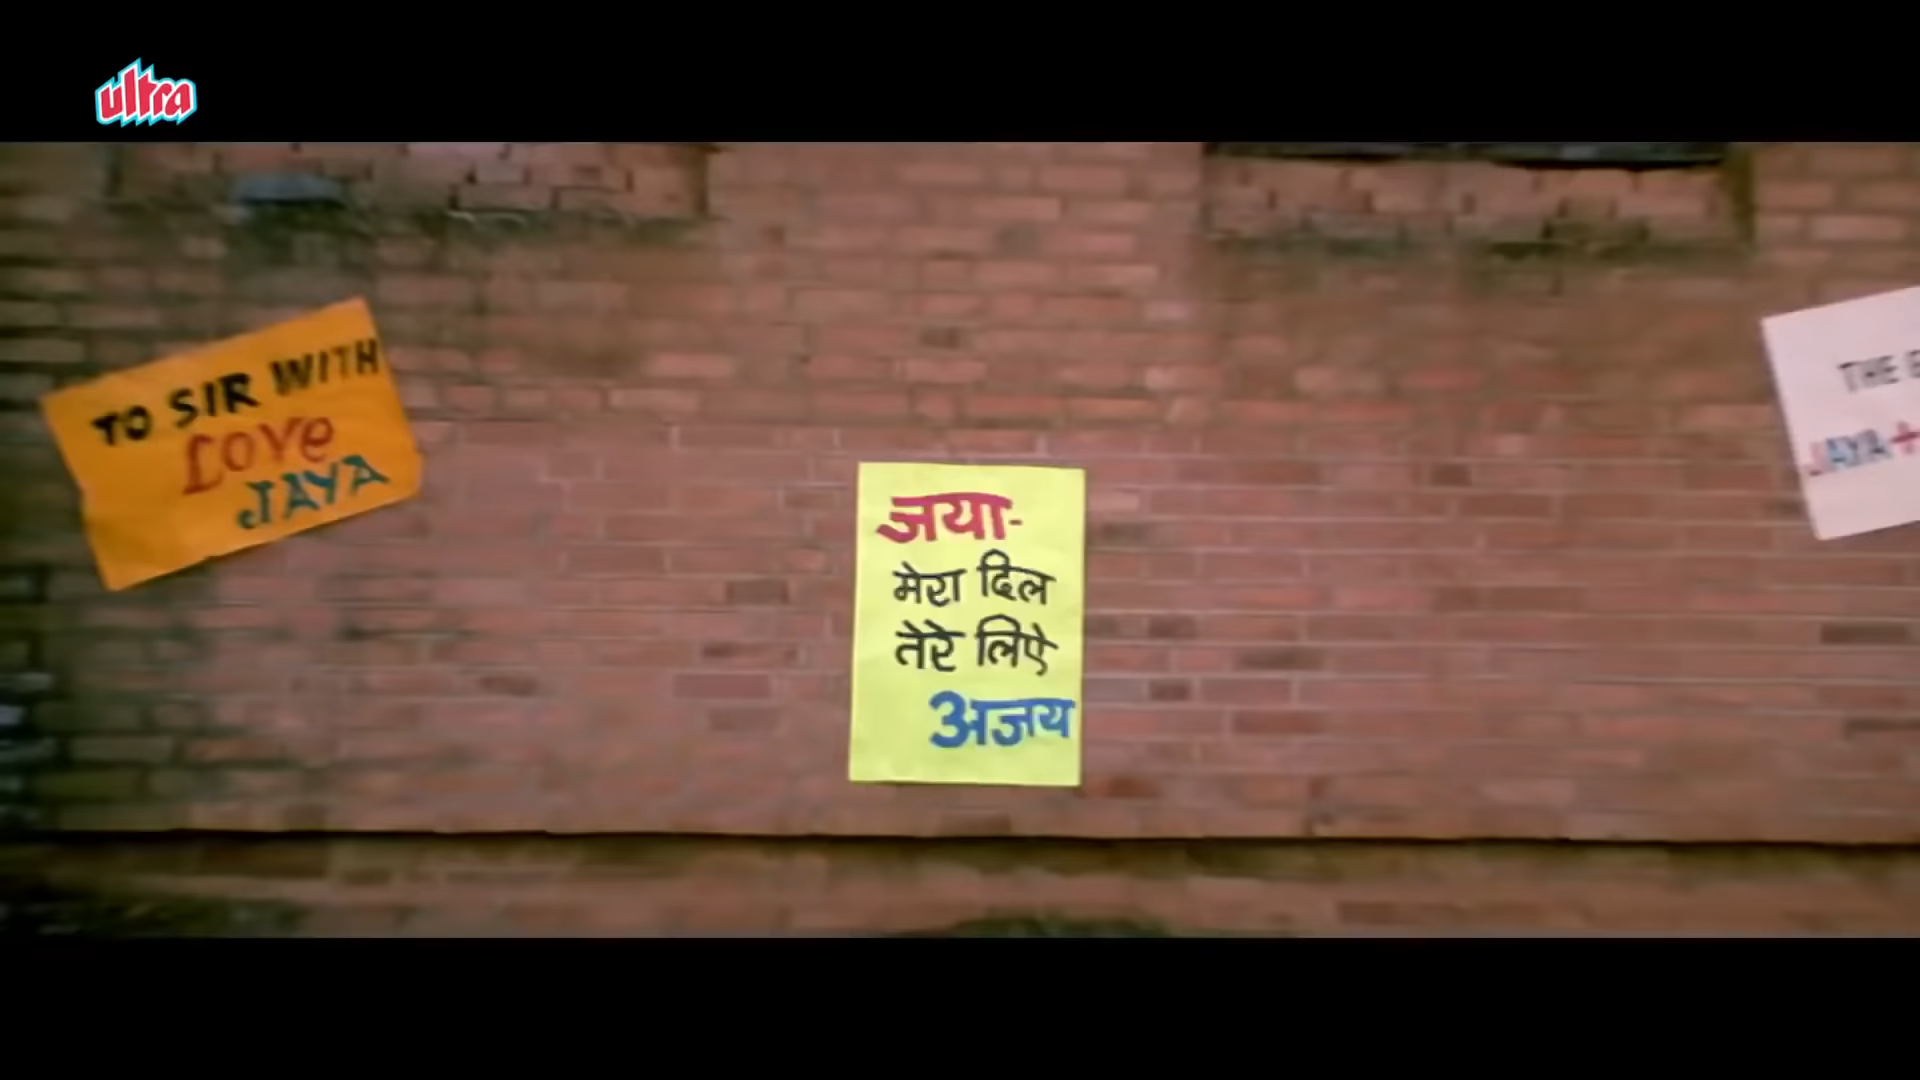 ultra
TO SIR WITH
Love
JAYA
जया-
मेरा दिल
तेरे लिऐ
अजय
THE
JAYA+